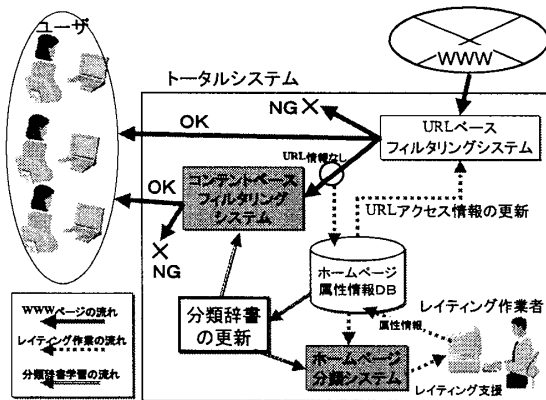 ユーザ
WWW
トータルシステム
NG
OK
URLベース
フィルタリングシステム
URL情報なし
コンテントベース
フィルタリング
システム
OK
NG
URLアクセス情報の更新
ホームページ
属性情報DB
分類辞書
の更新
レイティング作業者
属性情報
ホームページ
分類システム
レイティング支援
WWWページの流れ
レイティング作業の流れ
分類辞書学習の流れ